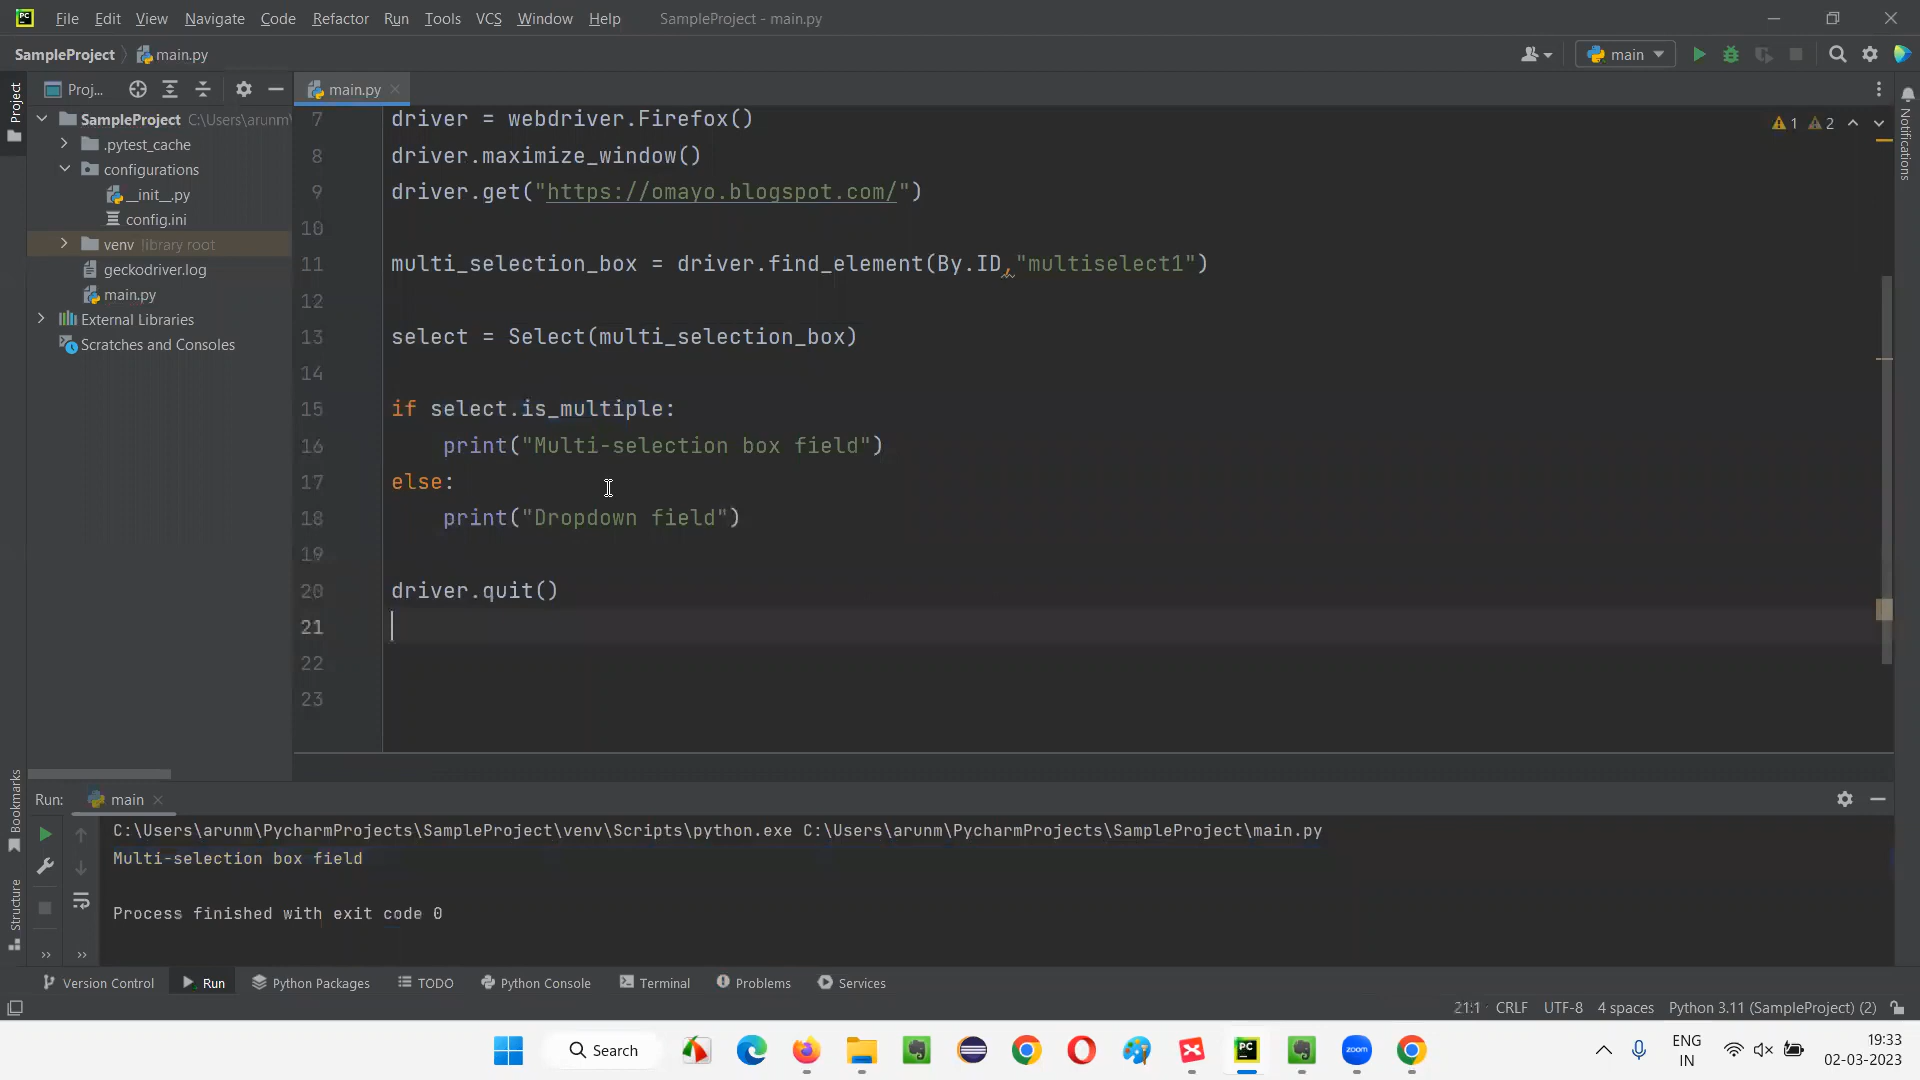 File Edit View Navigate Code Refactor Run Tools VCS Window Help SampleProject - main.py
SampleProject main.py main
Project
Proj... main.py
SampleProject C:\Users\arunm\
.pytest_cache
configurations
__init__.py
config.ini
venv library root
geckodriver.log
main.py
External Libraries
Scratches and Consoles
7 driver = webdriver.Firefox()
8 driver.maximize_window()
9 driver.get("https://omayo.blogspot.com/")
10
11 multi_selection_box = driver.find_element(By.ID,"multiselect1")
12
13 select = Select(multi_selection_box)
14
15 if select.is_multiple:
16 print("Multi-selection box field")
17 else:
18 print("Dropdown field")
19
20 driver.quit()
21
22
23
1 2
Notifications
Bookmarks
Structure
Run: main
C:\Users\arunm\PycharmProjects\SampleProject\venv\Scripts\python.exe C:\Users\arunm\PycharmProjects\SampleProject\main.py
Multi-selection box field
Process finished with exit code 0
Version Control Run Python Packages TODO Python Console Terminal Problems Services
21:1 CRLF UTF-8 4 spaces Python 3.11 (SampleProject) (2)
Search
zoom
ENG
IN
19:33
02-03-2023